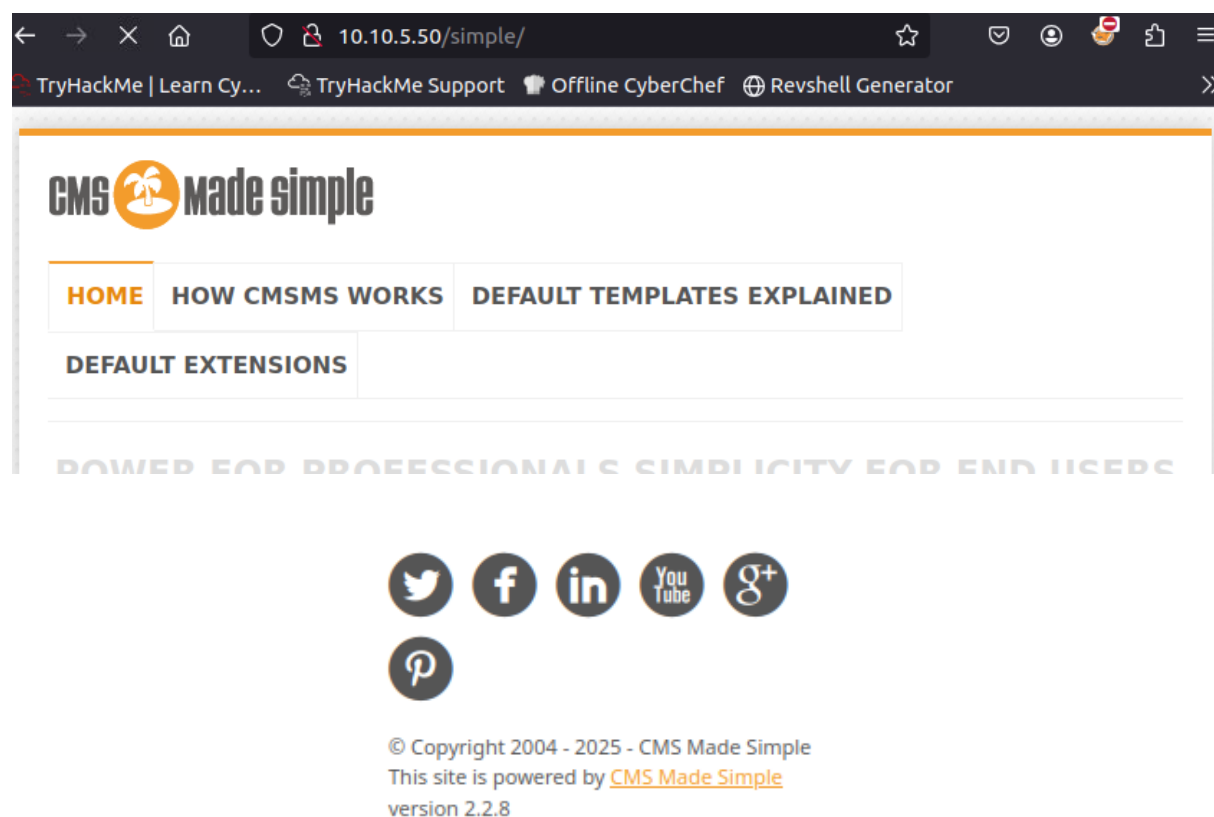 10.10.5.50/simple/
TryHackMe | Learn Cy... TryHackMe Support Offline CyberChef Revshell Generator
CMS Made simple
HOME HOW CMSMS WORKS DEFAULT TEMPLATES EXPLAINED
DEFAULT EXTENSIONS
POWER FOR PROFESSIONALS SIMPLICITY FOR END USERS
You
Tube
g+
© Copyright 2004 - 2025 - CMS Made Simple
This site is powered by CMS Made Simple
version 2.2.8